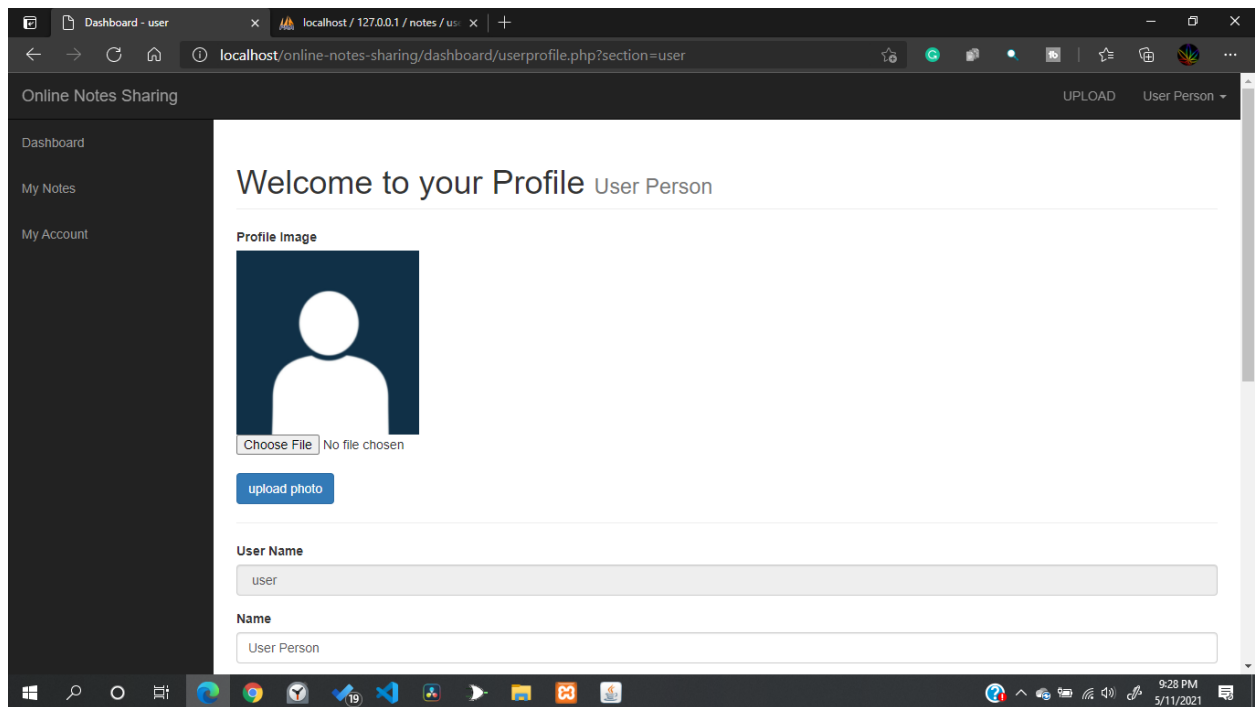 Dashboard - user
localhost / 127.0.0.1 / notes / use
localhost/online-notes-sharing/dashboard/userprofile.php?section=user
Online Notes Sharing
UPLOAD
User Person
Dashboard
My Notes
My Account
Welcome to your Profile User Person
Profile Image
Choose File No file chosen
upload photo
User Name
user
Name
User Person
19
9:28 PM
5/11/2021